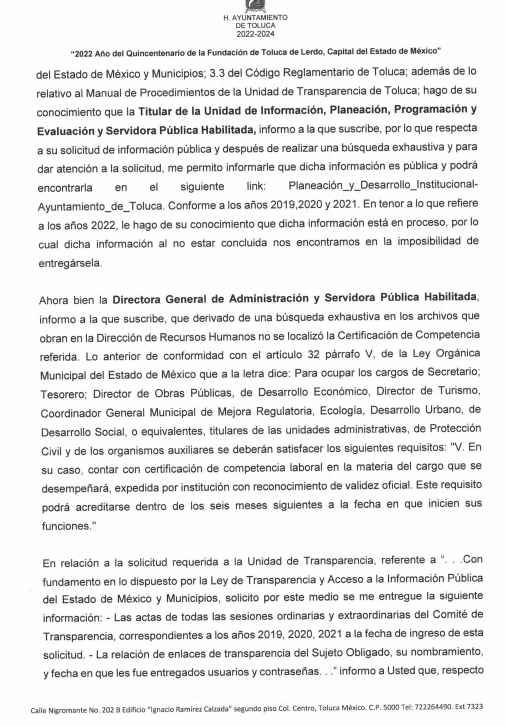 H. AYUNTAMIENTO
DE TOLUCA
2022-2024
"2022 Año del Quincentenario de la Fundación de Toluca de Lerdo, Capital del Estado de México"
del Estado de México y Municipios; 3.3 del Código Reglamentario de Toluca; además de lo
relativo al Manual de Procedimientos de la Unidad de Transparencia de Toluca; hago de su
conocimiento que la Titular de la Unidad de Información, Planeación, Programación y
Evaluación y Servidora Pública Habilitada, informo a la que suscribe, por lo que respecta
a su solicitud de información pública y después de realizar una búsqueda exhaustiva y para
dar atención a la solicitud, me permito informarle que dicha información es pública y podrá
encontrarla en el siguiente link: Planeación_y_Desarrollo_Institucional-
Ayuntamiento_de_Toluca. Conforme a los años 2019,2020 y 2021. En tenor a lo que refiere
a los años 2022, le hago de su conocimiento que dicha información está en proceso, por lo
cual dicha información al no estar concluida nos encontramos en la imposibilidad de
entregársela.
Ahora bien la Directora General de Administración y Servidora Pública Habilitada,
informo a la que suscribe, que derivado de una búsqueda exhaustiva en los archivos que
obran en la Dirección de Recursos Humanos no se localizó la Certificación de Competencia
referida. Lo anterior de conformidad con el artículo 32 párrafo V, de la Ley Orgánica
Municipal del Estado de México que a la letra dice: Para ocupar los cargos de Secretario;
Tesorero; Director de Obras Públicas, de Desarrollo Económico, Director de Turismo,
Coordinador General Municipal de Mejora Regulatoria, Ecología, Desarrollo Urbano, de
Desarrollo Social, o equivalentes, titulares de las unidades administrativas, de Protección
Civil y de los organismos auxiliares se deberán satisfacer los siguientes requisitos: "V. En
su caso, contar con certificación de competencia laboral en la materia del cargo que se
desempeñará, expedida por institución con reconocimiento de validez oficial. Este requisito
podrá acreditarse dentro de los seis meses siguientes a la fecha en que inicien sus
funciones."
En relación a la solicitud requerida a la Unidad de Transparencia, referente a ". . .Con
fundamento en lo dispuesto por la Ley de Transparencia y Acceso a la Información Pública
del Estado de México y Municipios, solicito por este medio se me entregue la siguiente
información: - Las actas de todas las sesiones ordinarias y extraordinarias del Comité de
Transparencia, correspondientes a los años 2019, 2020, 2021 a la fecha de ingreso de esta
solicitud. - La relación de enlaces de transparencia del Sujeto Obligado, su nombramiento,
y fecha en que les fue entregados usuarios y contraseñas. . ." informo a Usted que, respecto
Calle Nigromante No. 202 B Edificio "Ignacio Ramírez Calzada" segundo piso Col. Centro, Toluca México. C.P. 5000 Tel: 722264490. Ext 7323